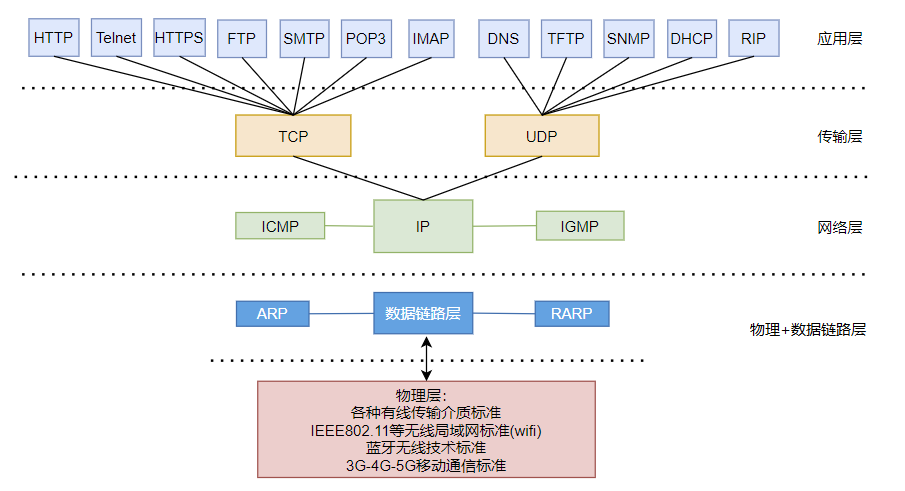 HTTP Telnet HTTPS FTP SMTP POP3 IMAP DNS TFTP SNMP DHCP RIP 应用层
TCP UDP 传输层
ICMP IP IGMP 网络层
ARP 数据链路层 RARP
物理+数据链路层
物理层:
各种有线传输介质标准
IEEE802.11等无线局域网标准(wifi)
蓝牙无线技术标准
3G-4G-5G移动通信标准